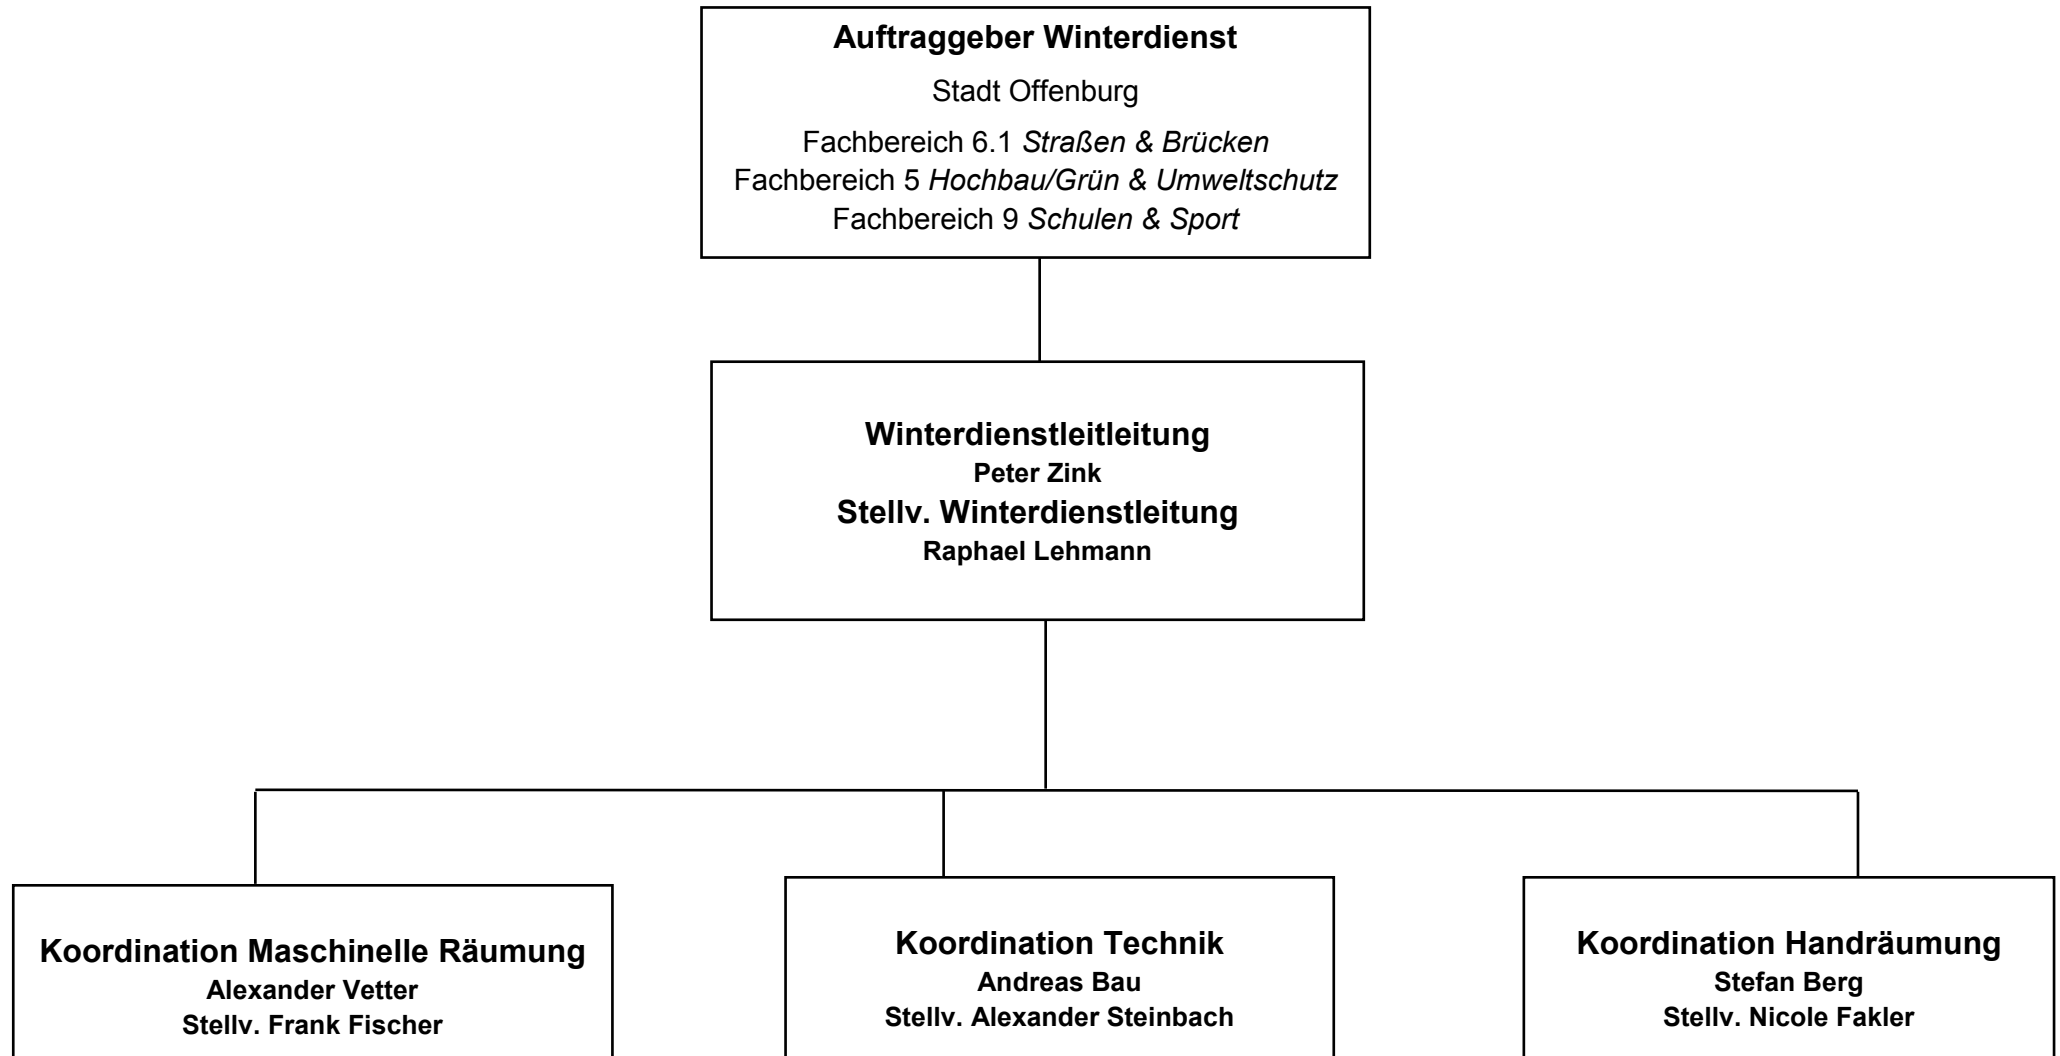 Auftraggeber Winterdienst
Stadt Offenburg
Fachbereich 6.1 Straßen & Brücken
Fachbereich 5 Hochbau/Grün & Umweltschutz
Fachbereich 9 Schulen & Sport
Winterdienstleitleitung
Peter Zink
Stellv. Winterdienstleitung
Raphael Lehmann
Koordination Maschinelle Räumung
Alexander Vetter
Stellv. Frank Fischer
Koordination Technik
Andreas Bau
Stellv. Alexander Steinbach
Koordination Handräumung
Stefan Berg
Stellv. Nicole Fakler